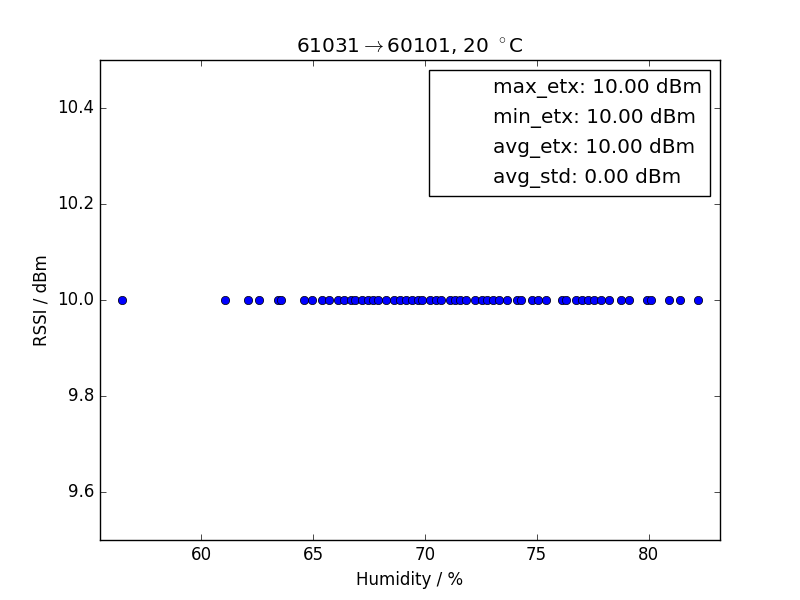 61031→60101, 20 °C
max_etx: 10.00 dBm
min_etx: 10.00 dBm
avg_etx: 10.00 dBm
avg_std: 0.00 dBm
10.4
10.2
10.0
9.8
9.6
RSSI / dBm
60 65 70 75 80
Humidity / %